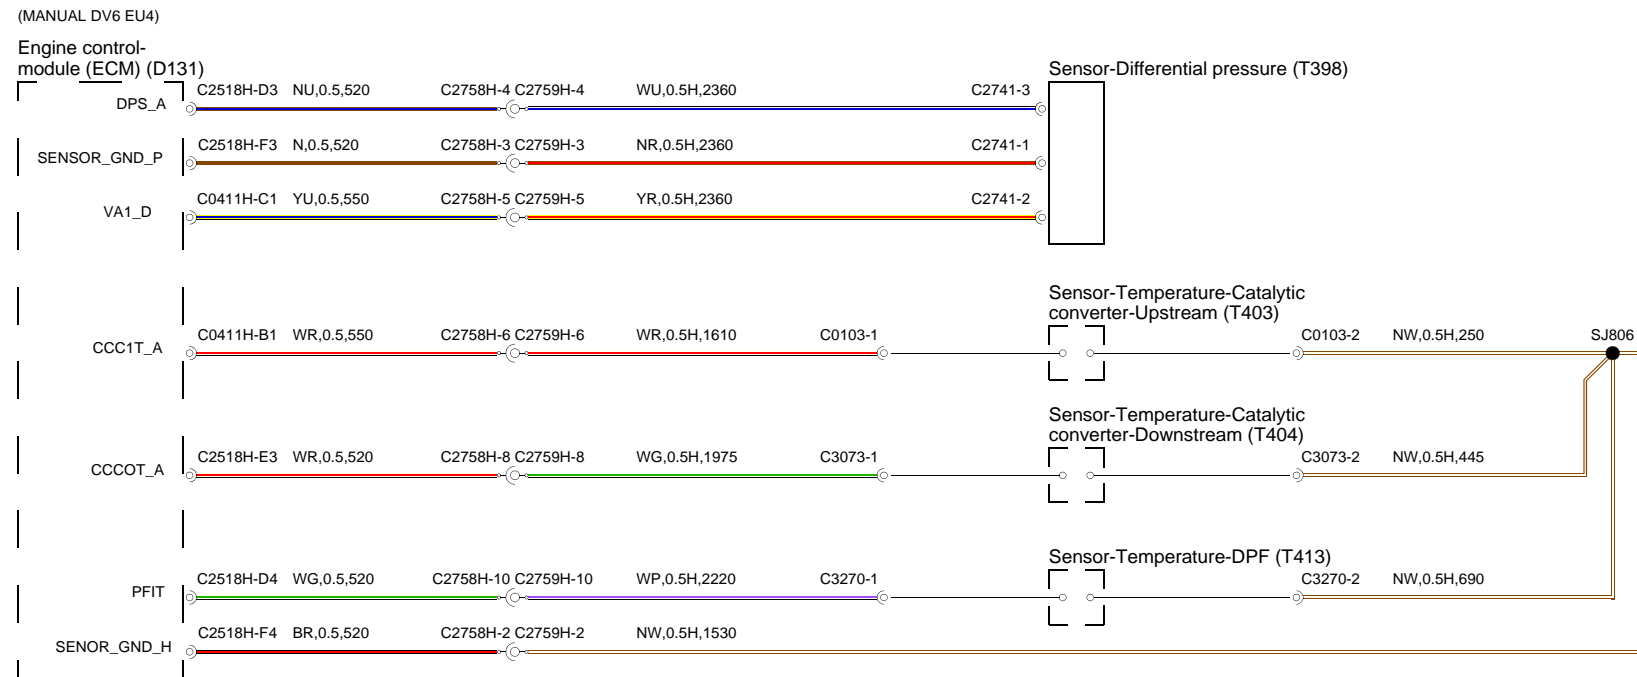 (MANUAL DV6 EU4)
Engine control-
module (ECM) (D131)
Sensor-Differential pressure (T398)
DPS_A C2518H-D3 NU,0.5,520 C2758H-4 C2759H-4 WU,0.5H,2360 C2741-3
SENSOR_GND_P C2518H-F3 N,0.5,520 C2758H-3 C2759H-3 NR,0.5H,2360 C2741-1
VA1_D C0411H-C1 YU,0.5,550 C2758H-5 C2759H-5 YR,0.5H,2360 C2741-2
Sensor-Temperature-Catalytic
converter-Upstream (T403)
CCC1T_A C0411H-B1 WR,0.5,550 C2758H-6 C2759H-6 WR,0.5H,1610 C0103-1 C0103-2 NW,0.5H,250 SJ806
Sensor-Temperature-Catalytic
converter-Downstream (T404)
CCCOT_A C2518H-E3 WR,0.5,520 C2758H-8 C2759H-8 WG,0.5H,1975 C3073-1 C3073-2 NW,0.5H,445
Sensor-Temperature-DPF (T413)
PFIT C2518H-D4 WG,0.5,520 C2758H-10 C2759H-10 WP,0.5H,2220 C3270-1 C3270-2 NW,0.5H,690
SENOR_GND_H C2518H-F4 BR,0.5,520 C2758H-2 C2759H-2 NW,0.5H,1530